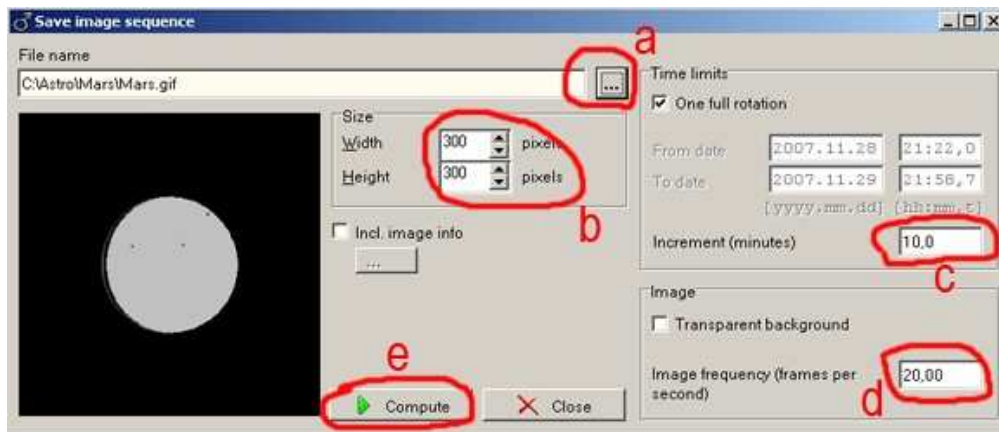 Save image sequence
File name
C:\Astro\Mars\Mars.gif
...
a
Size
Width 300 pixels
Height 300 pixels
b
Incl. image info
...
Time limits
One full rotation
From date 2007.11.28 21:22,0
To date 2007.11.29 21:58,7
[yyyy.mm.dd] [hh:mm,t]
Increment (minutes) 10,0
c
Image
Transparent background
Image frequency (frames per
second) 20,00
d
e
Compute Close